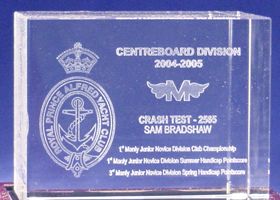 CENTREBOARD DIVISION
2004-2005
ROYAL PRINCE ALFRED YACHT CLUB
M
CRASH TEST - 2585
SAM BRADSHAW
1st Manly Junior Novice Division Club Championship
1st Manly Junior Novice Division Summer Handicap Pointscore
3rd Manly Junior Novice Division Spring Handicap Pointscore